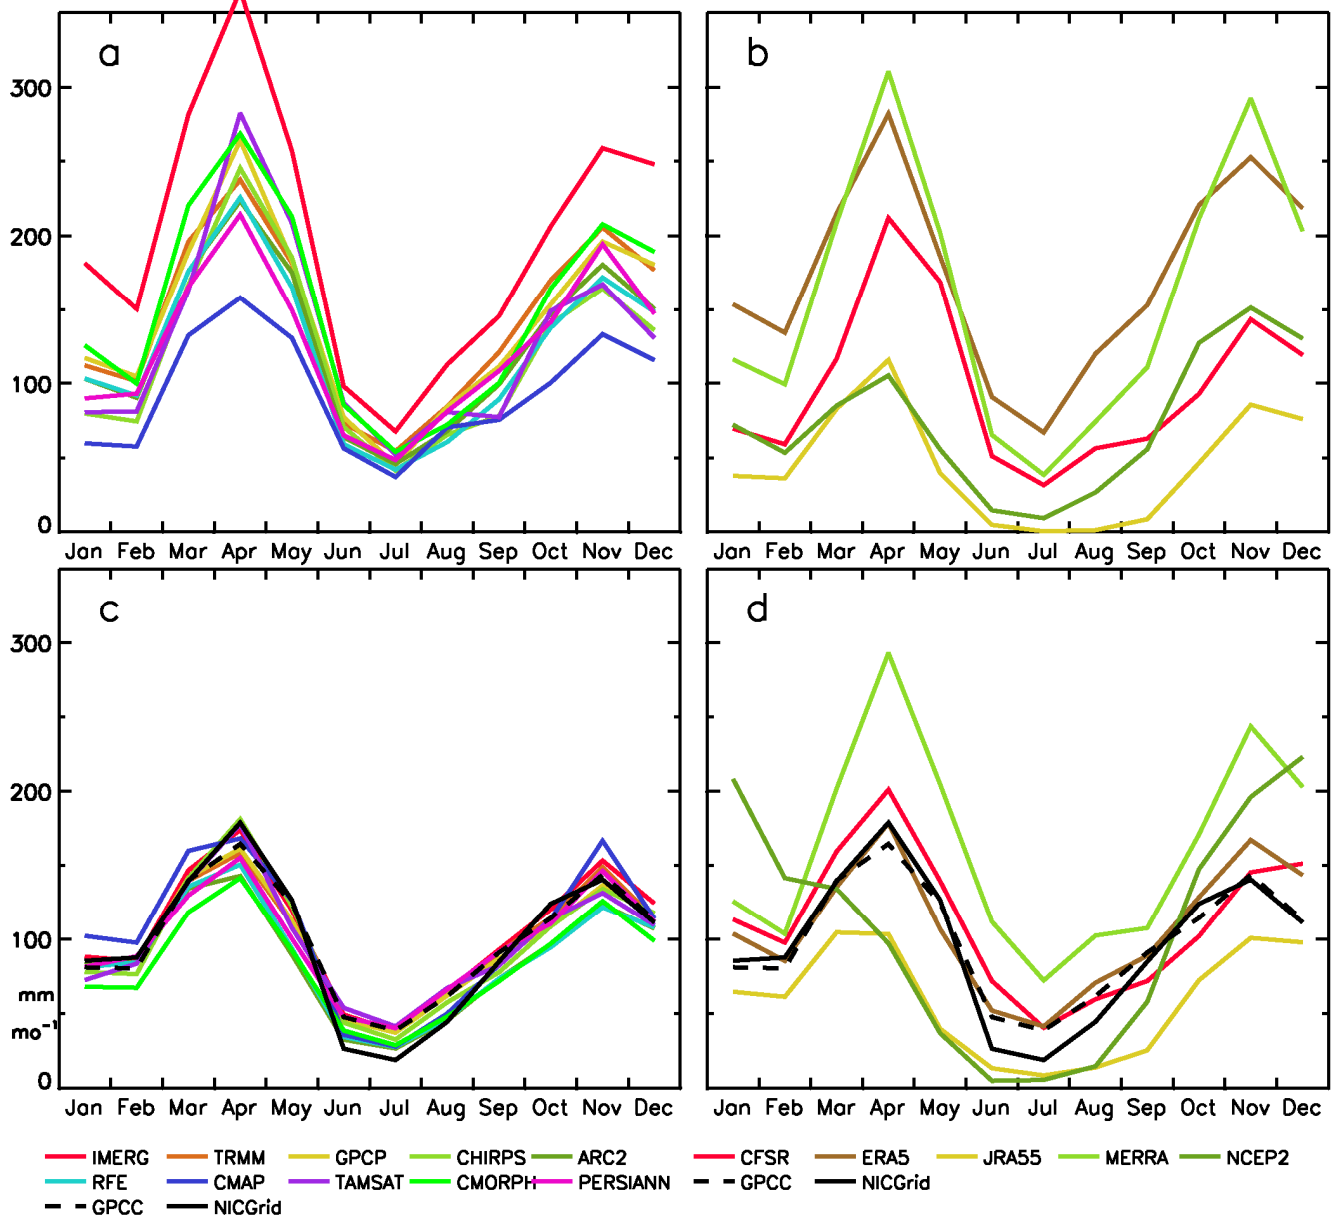 a
b
300
200
100
0
Jan Feb Mar Apr May Jun Jul Aug Sep Oct Nov Dec
Jan Feb Mar Apr May Jun Jul Aug Sep Oct Nov Dec
c
d
300
200
100
mm
mo⁻¹
0
Jan Feb Mar Apr May Jun Jul Aug Sep Oct Nov Dec
Jan Feb Mar Apr May Jun Jul Aug Sep Oct Nov Dec
IMERG TRMM GPCP CHIRPS ARC2
RFE CMAP TAMSAT CMORPH PERSIANN
GPCC NICGrid
CFSR ERA5 JRA55 MERRA NCEP2
GPCC NICGrid